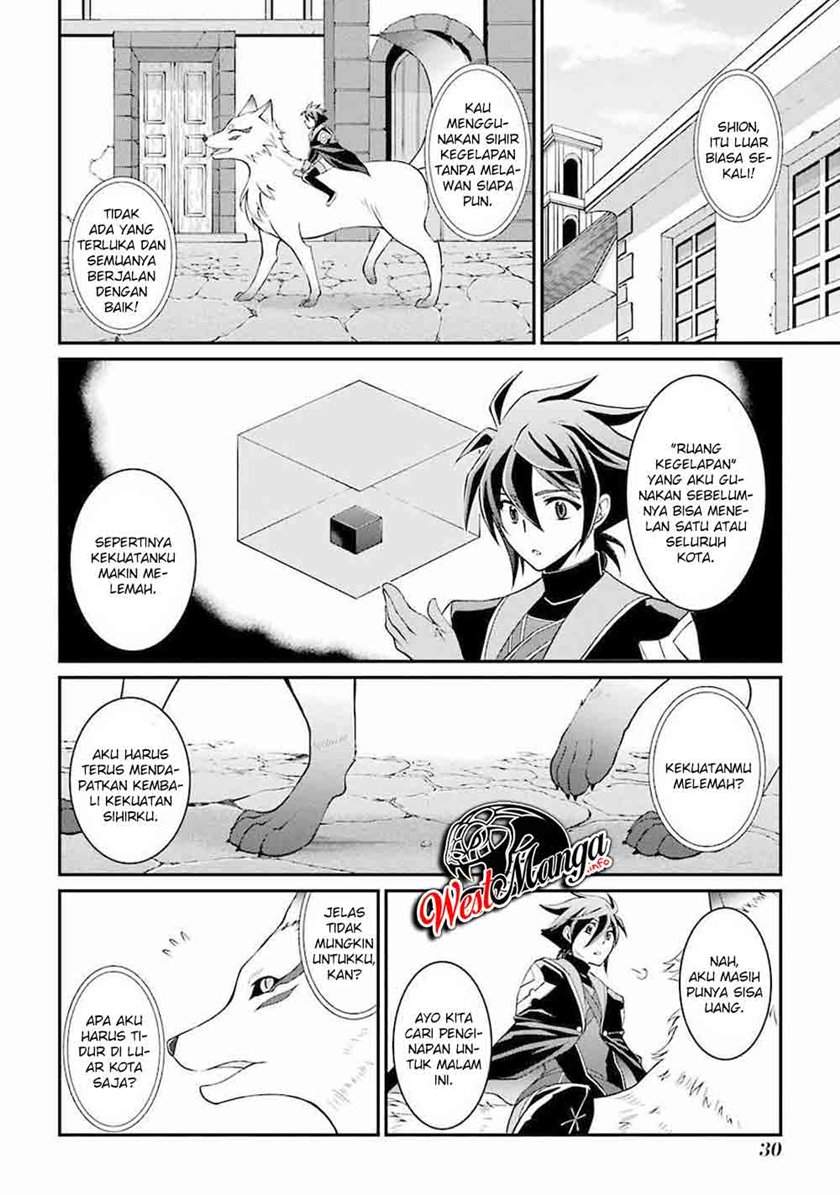 SHION,
ITU LUAR
BIASA SE-
KALI!
KAU
MENGGU-
NAKAN SIHIR
KEGELAPAN
TANPA MELA-
WAN SIAPA
PUN.
TIDAK
ADA YANG
TERLUKA DAN
SEMUANYA
BERJALAN
DENGAN
BAIK!
"RUANG
KEGELAPAN"
YANG AKU GU-
NAKAN SEBELUM-
NYA BISA MENE-
LAN SATU ATAU
SELURUH
KOTA.
SEPERTINYA
KEKUATANKU
MAKIN ME-
LEMAH.
KEKUATANMU
MELEMAH?
AKU HARUS
TERUS MENDA-
PATKAN KEMBA-
LI KEKUATAN
SIHIRKU.
WestManga
.info
NAH,
AKU MASIH
PUNYA SISA
UANG.
AYO KITA
CARI PENGI-
NAPAN UN-
TUK MALAM
INI.
JELAS
TIDAK
MUNGKIN
UNTUKKU,
KAN?
APA AKU
HARUS TI-
DUR DI LU-
AR KOTA
SAJA?
30